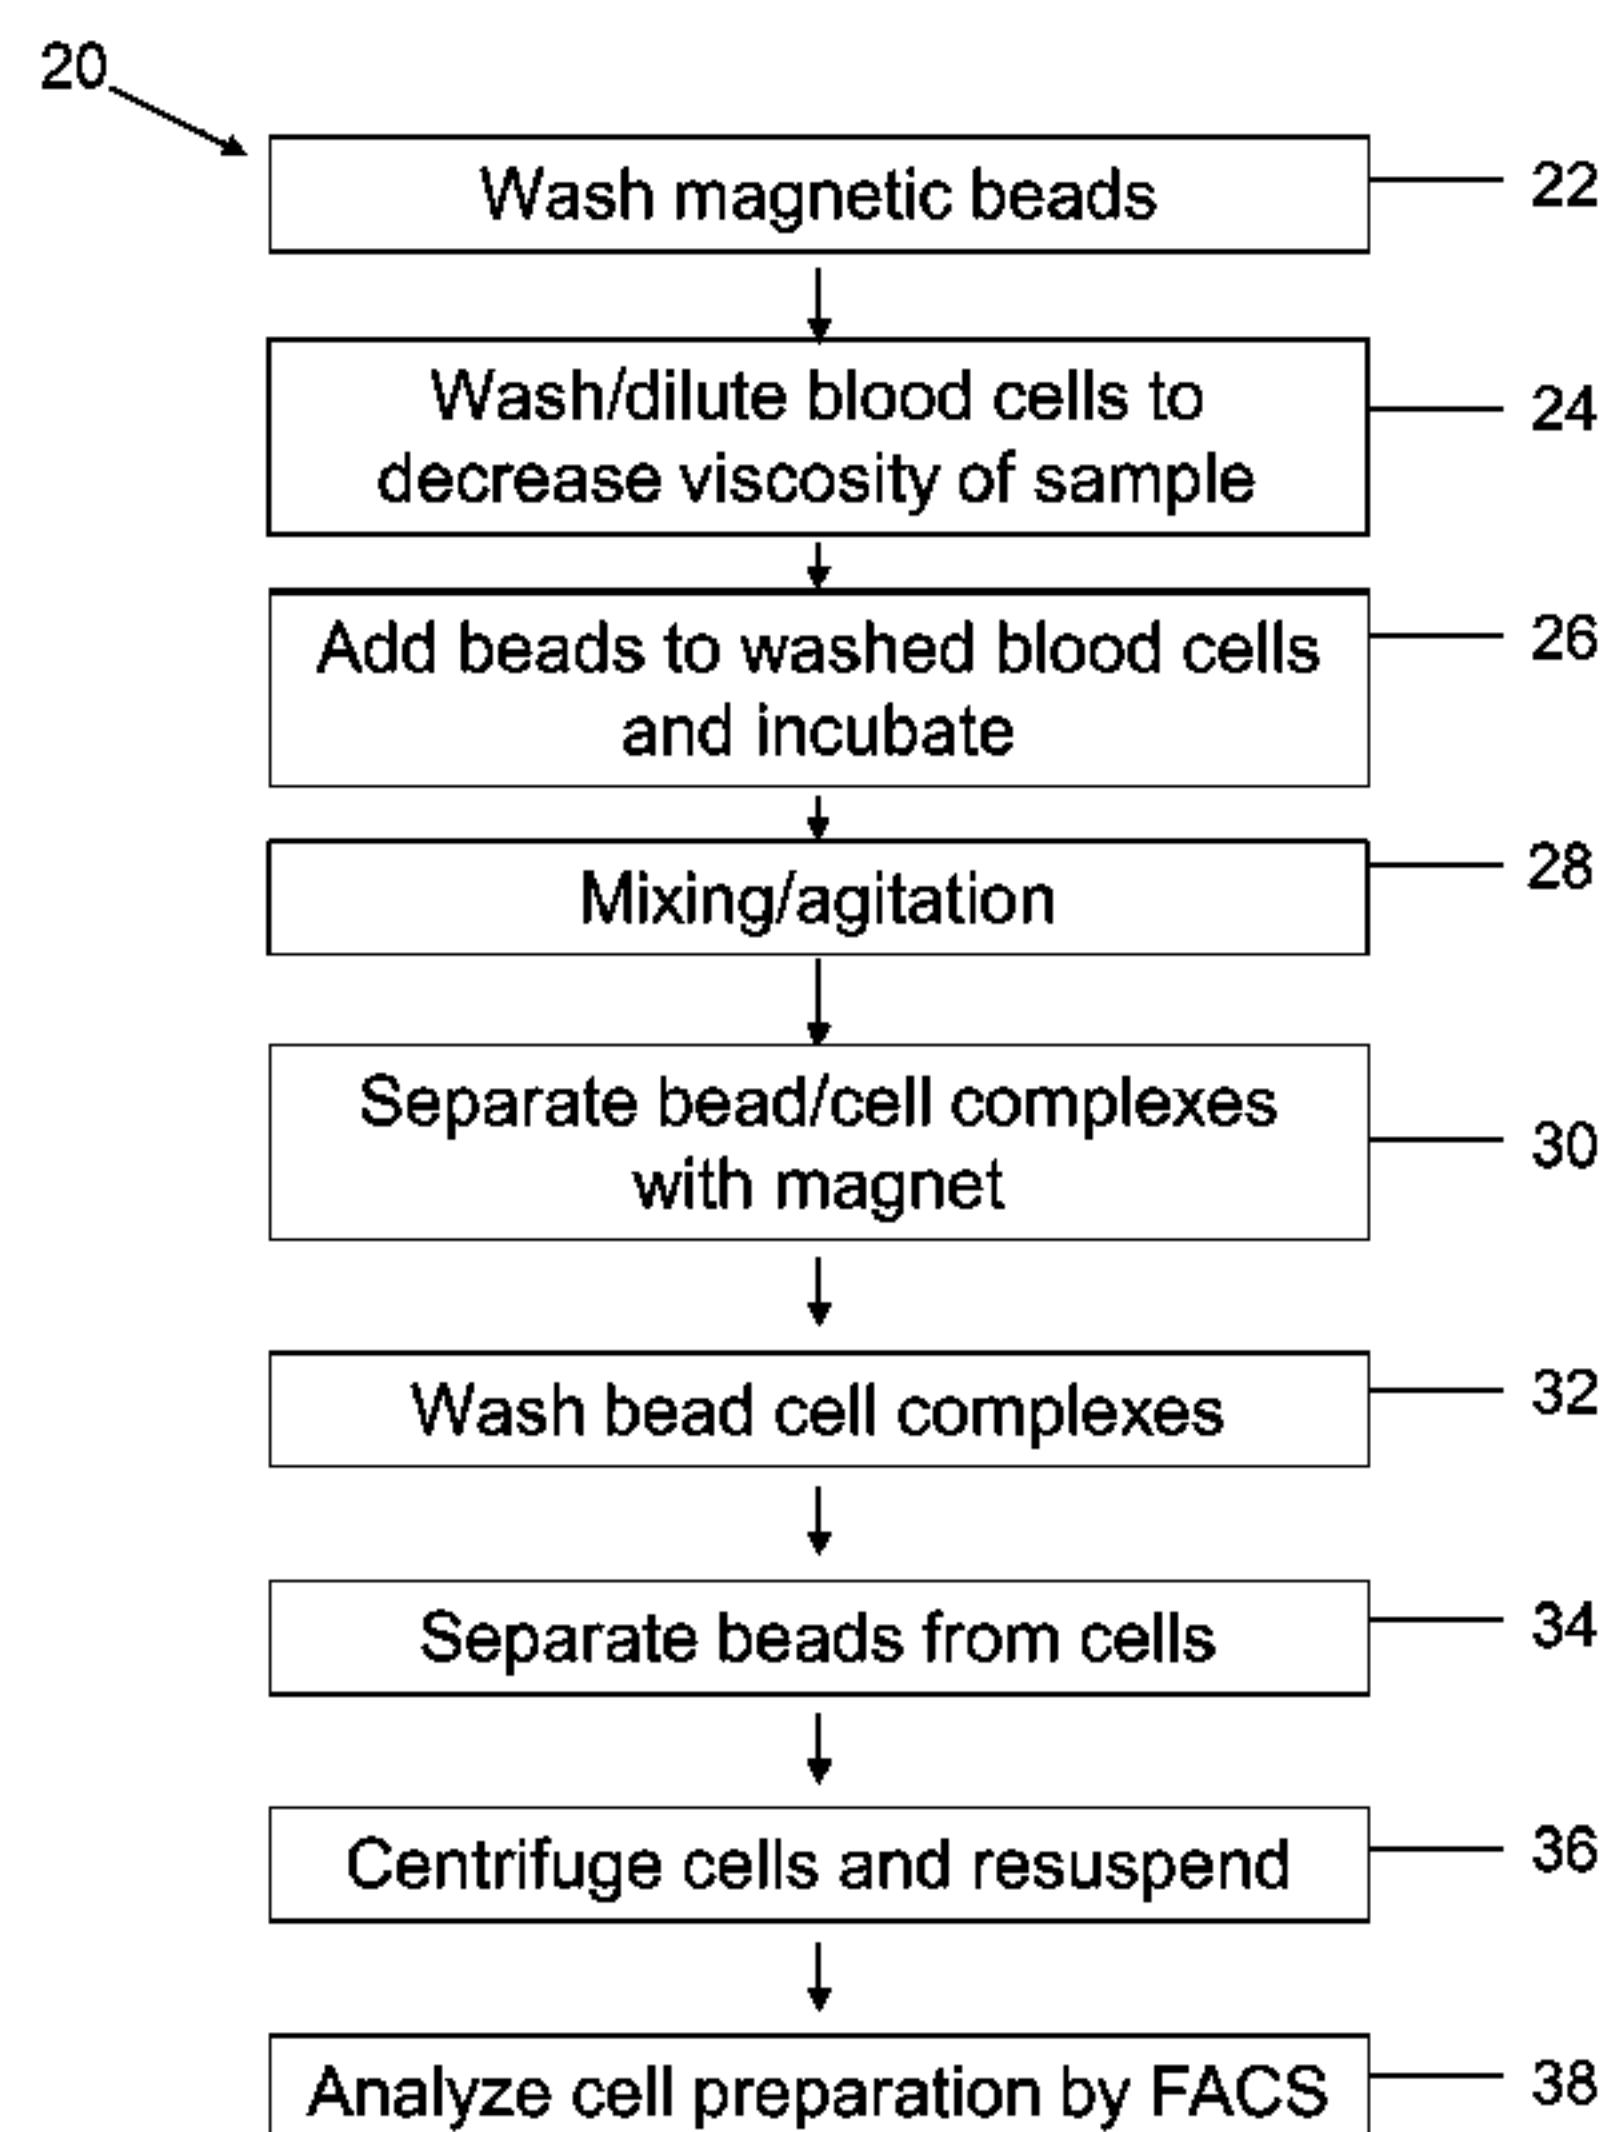 20
Wash magnetic beads 22
Wash/dilute blood cells to
decrease viscosity of sample 24
Add beads to washed blood cells
and incubate 26
Mixing/agitation 28
Separate bead/cell complexes
with magnet 30
Wash bead cell complexes 32
Separate beads from cells 34
Centrifuge cells and resuspend 36
Analyze cell preparation by FACS 38